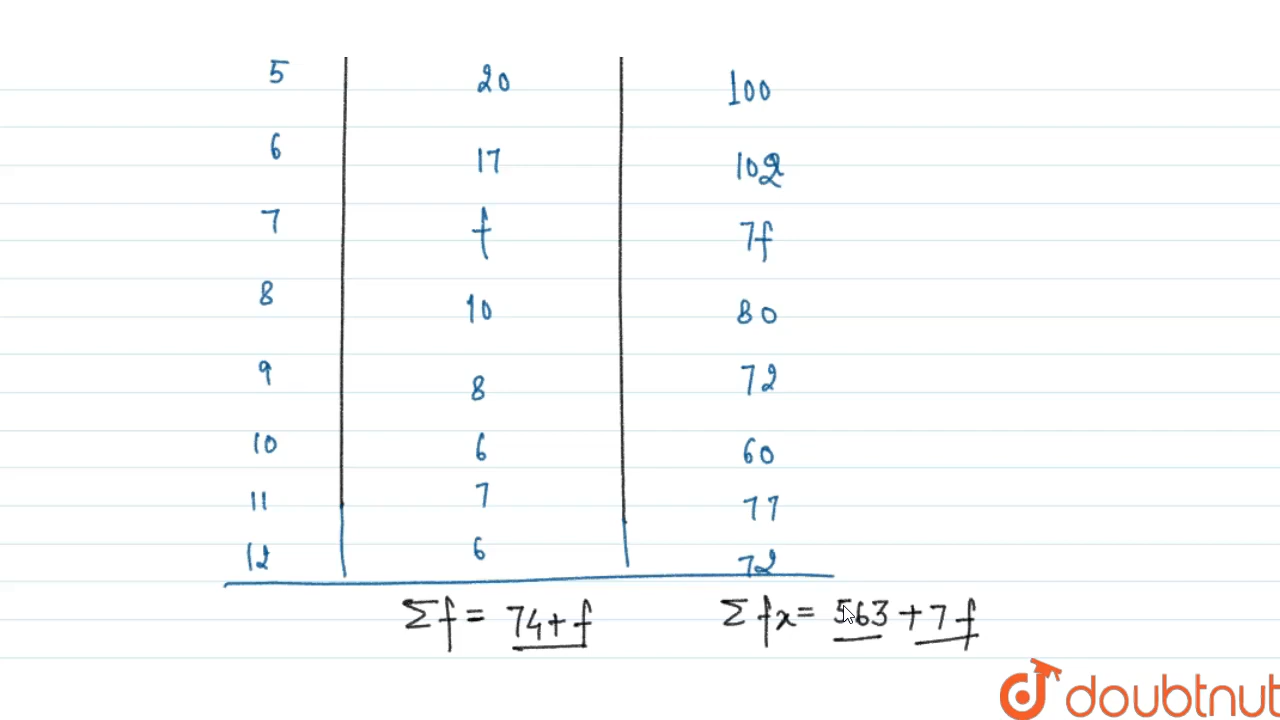 5 20 100
6 17 102
7 f 7f
8 10 80
9 8 72
10 6 60
11 7 77
12 6 72
Σf = 74+f Σfx = 563+7f
doubtnut